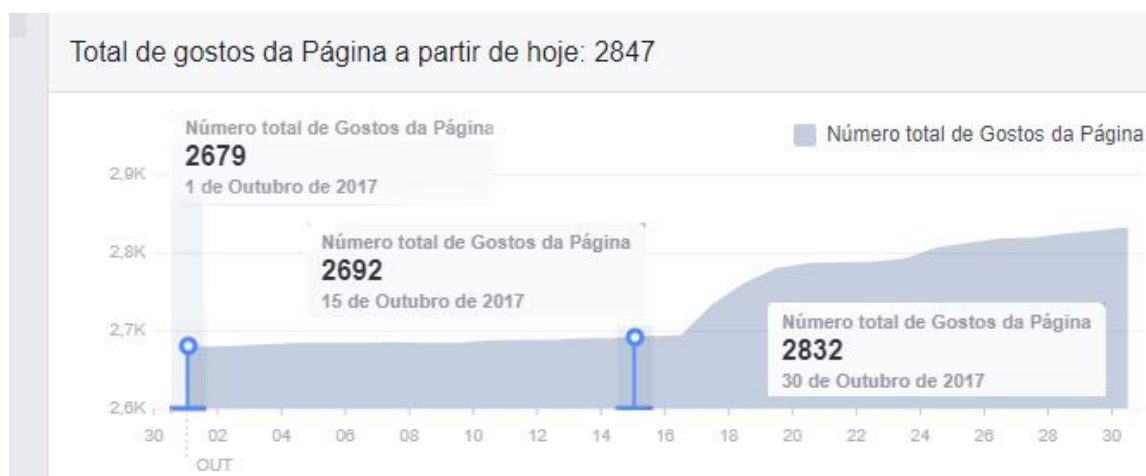 Total de gostos da Página a partir de hoje: 2847
Número total de Gostos da Página
2679
1 de Outubro de 2017
Número total de Gostos da Página
2,9K
Número total de Gostos da Página
2692
15 de Outubro de 2017
2,8K
2,7K
Número total de Gostos da Página
2832
30 de Outubro de 2017
2,6K
30 02 04 06 08 10 12 14 16 18 20 22 24 26 28 30
OUT